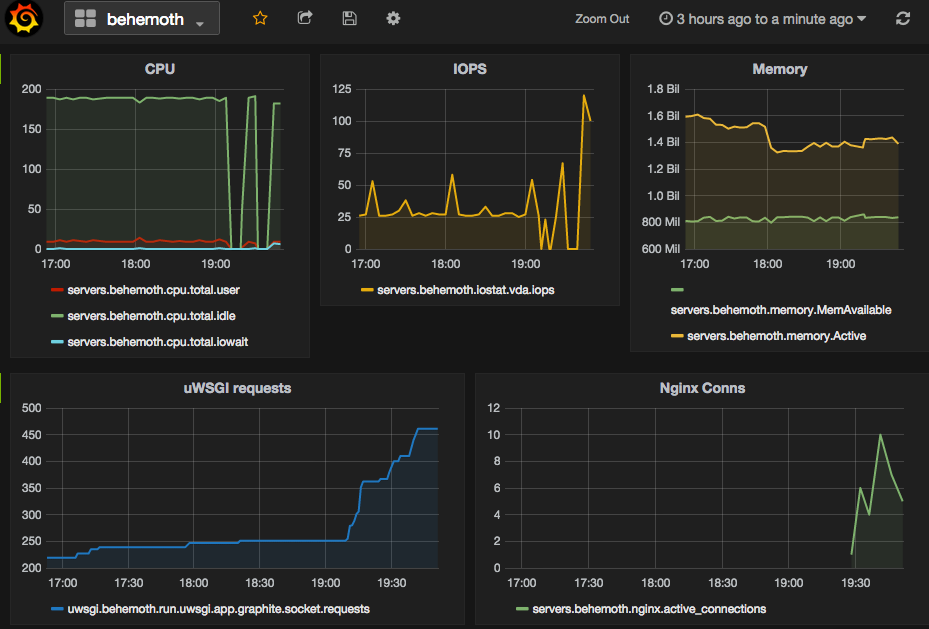 behemoth
Zoom Out
3 hours ago to a minute ago
CPU
200
150
100
50
0
17:00 18:00 19:00
servers.behemoth.cpu.total.user
servers.behemoth.cpu.total.idle
servers.behemoth.cpu.total.iowait
IOPS
125
100
75
50
25
0
17:00 18:00 19:00
servers.behemoth.iostat.vda.iops
Memory
1.8 Bil
1.6 Bil
1.4 Bil
1.2 Bil
1.0 Bil
800 Mil
600 Mil
17:00 18:00 19:00
servers.behemoth.memory.MemAvailable
servers.behemoth.memory.Active
uWSGI requests
500
450
400
350
300
250
200
17:00 17:30 18:00 18:30 19:00 19:30
uwsgi.behemoth.run.uwsgi.app.graphite.socket.requests
Nginx Conns
12
10
8
6
4
2
0
17:00 17:30 18:00 18:30 19:00 19:30
servers.behemoth.nginx.active_connections